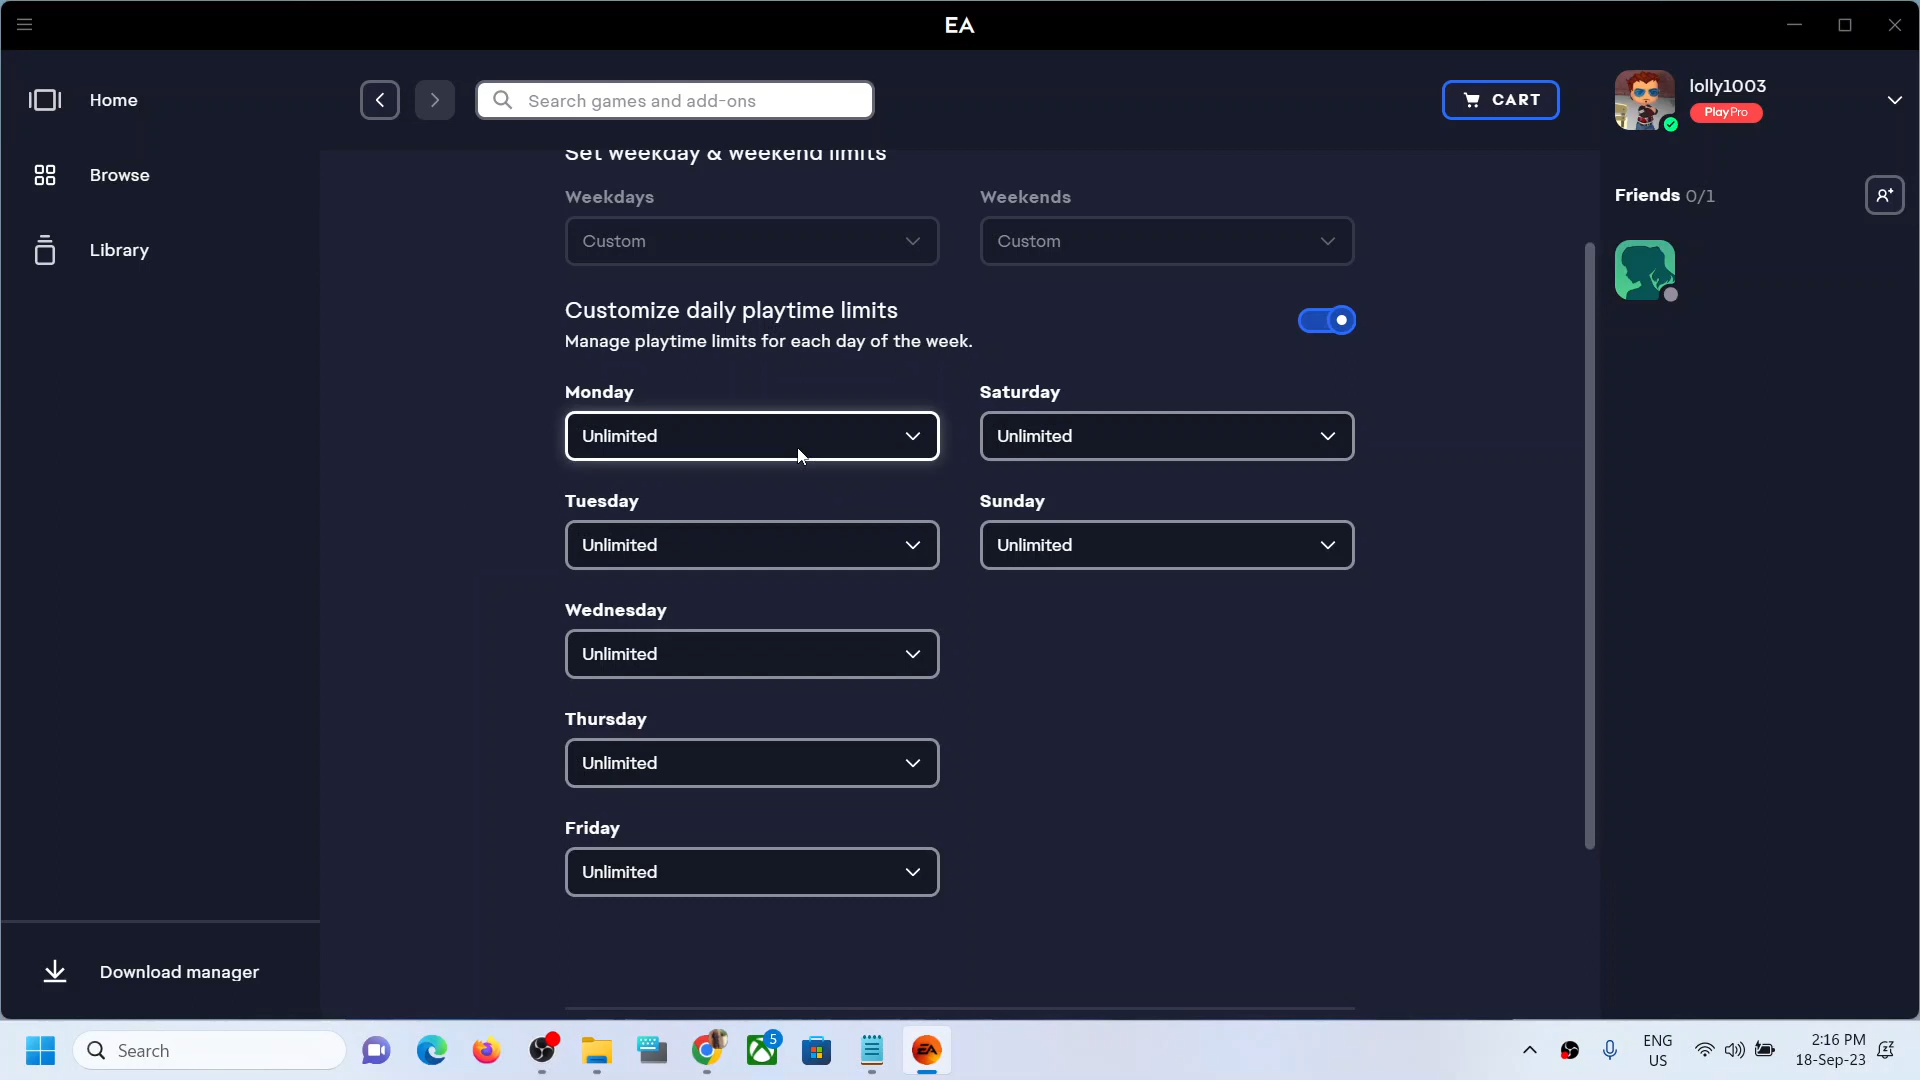 EA
Home
Search games and add-ons
CART
lolly1003
PlayPro
Browse
Library
Friends 0/1
Set weekday & weekend limits
Weekdays
Weekends
Custom
Custom
Customize daily playtime limits
Manage playtime limits for each day of the week.
Monday
Saturday
Unlimited
Unlimited
Tuesday
Sunday
Unlimited
Unlimited
Wednesday
Unlimited
Thursday
Unlimited
Friday
Unlimited
Download manager
Search
5
EA
ENG
US
2:16 PM
18-Sep-23